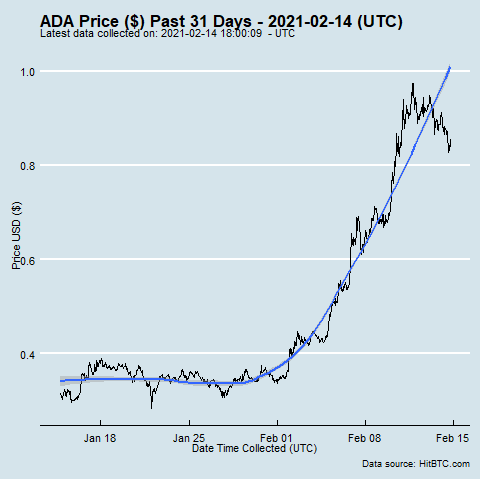 ADA Price ($) Past 31 Days - 2021-02-14 (UTC)
Latest data collected on: 2021-02-14 18:00:09 - UTC
1.0
0.8
0.6
0.4
Price USD ($)
Jan 18 Jan 25 Feb 01 Feb 08 Feb 15
Date Time Collected (UTC)
Data source: HitBTC.com